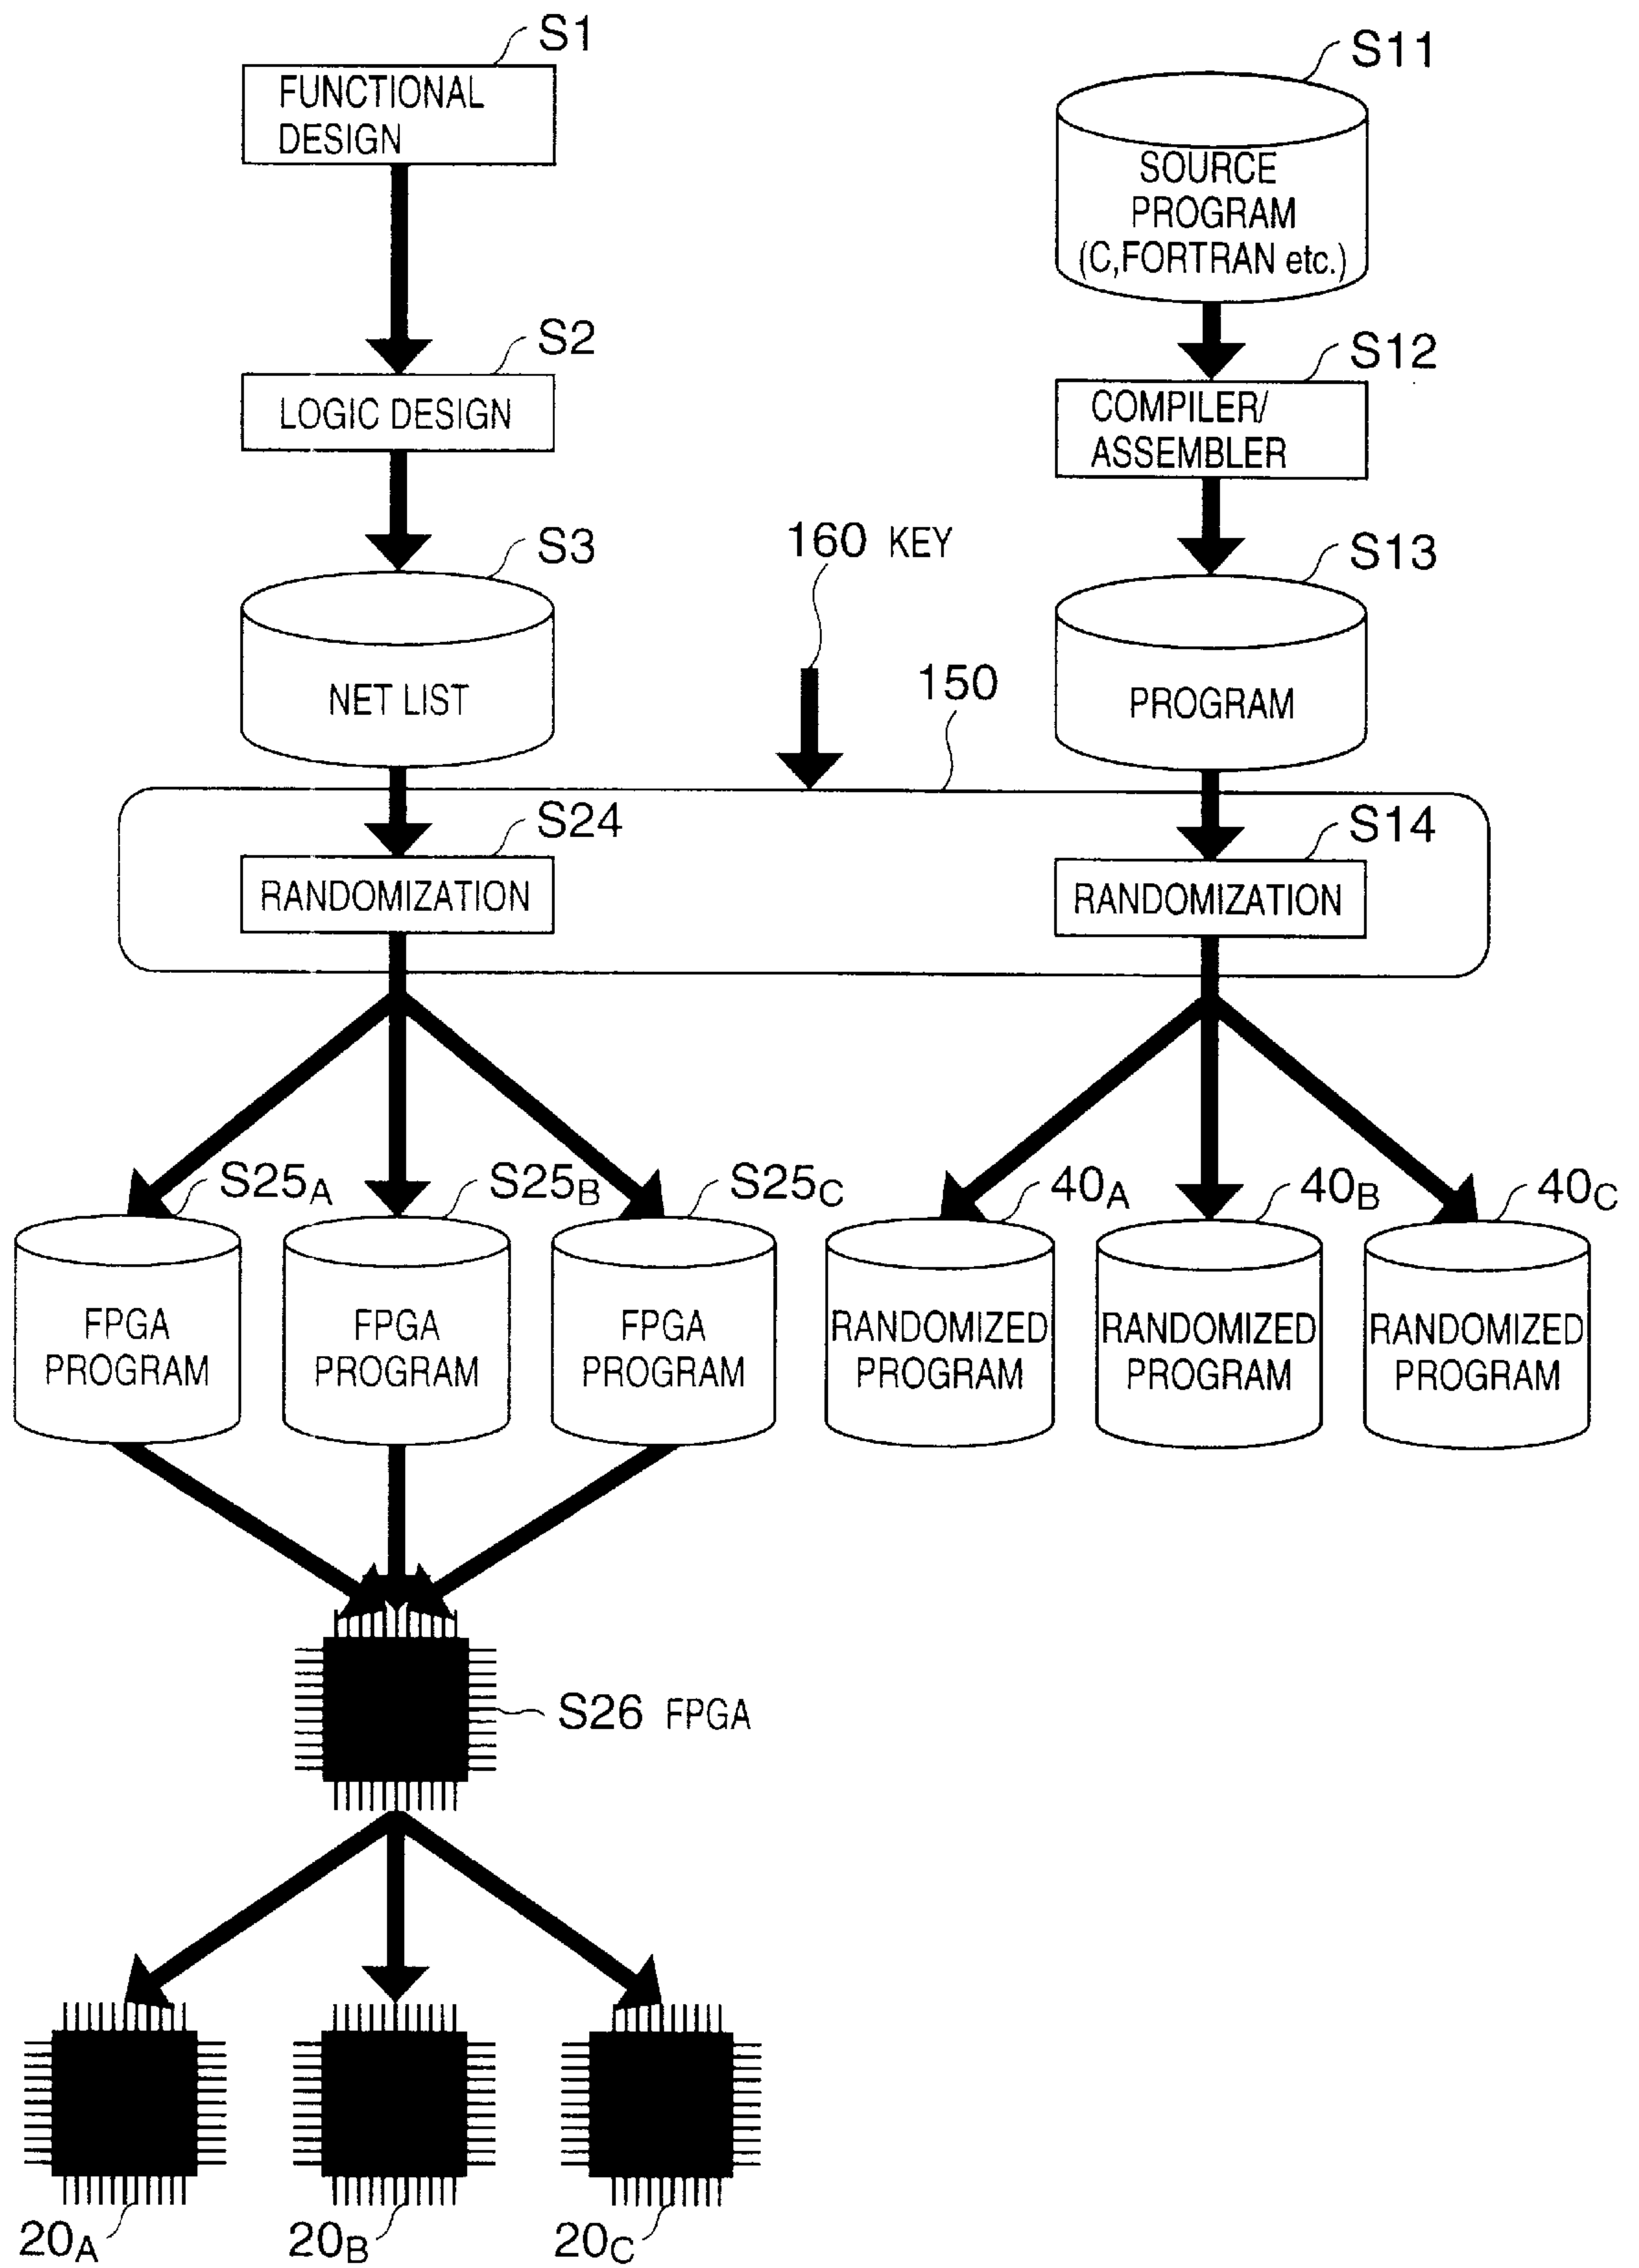 S1
FUNCTIONAL
DESIGN
S11
SOURCE
PROGRAM
(C,FORTRAN etc.)
S2
LOGIC DESIGN
S12
COMPILER/
ASSEMBLER
S3
NET LIST
160 KEY
150
S13
PROGRAM
S24
RANDOMIZATION
S14
RANDOMIZATION
S25A
S25B
S25C
40A
40B
40C
FPGA
PROGRAM
FPGA
PROGRAM
FPGA
PROGRAM
RANDOMIZED
PROGRAM
RANDOMIZED
PROGRAM
RANDOMIZED
PROGRAM
S26 FPGA
20A
20B
20C